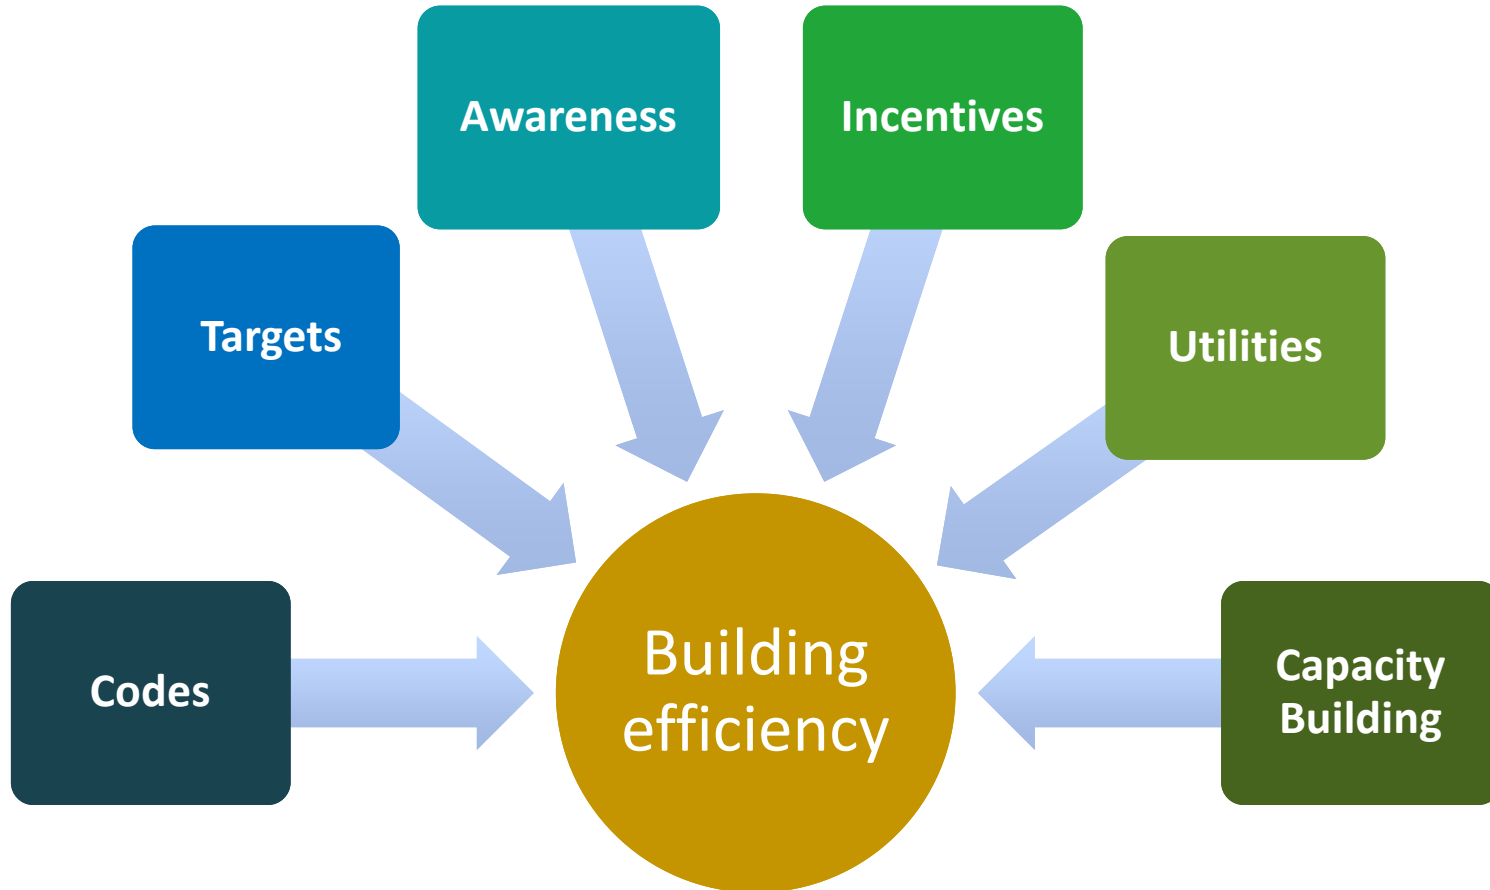 Awareness
Incentives
Targets
Utilities
Codes
Building
efficiency
Capacity
Building